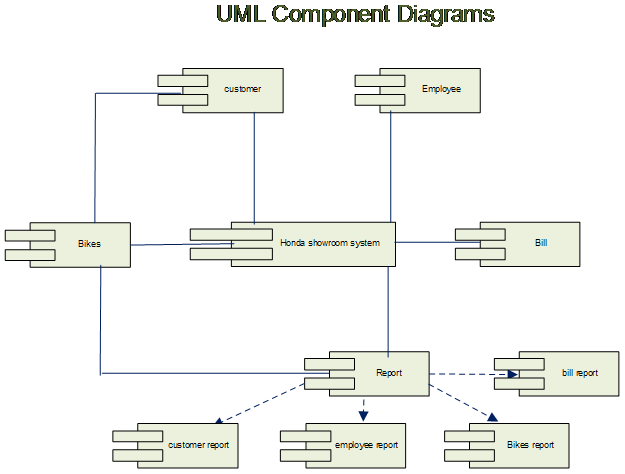 UML Component Diagrams
customer
Employee
Bikes
Honda showroom system
Bill
Report
bill report
customer report
employee report
Bikes report